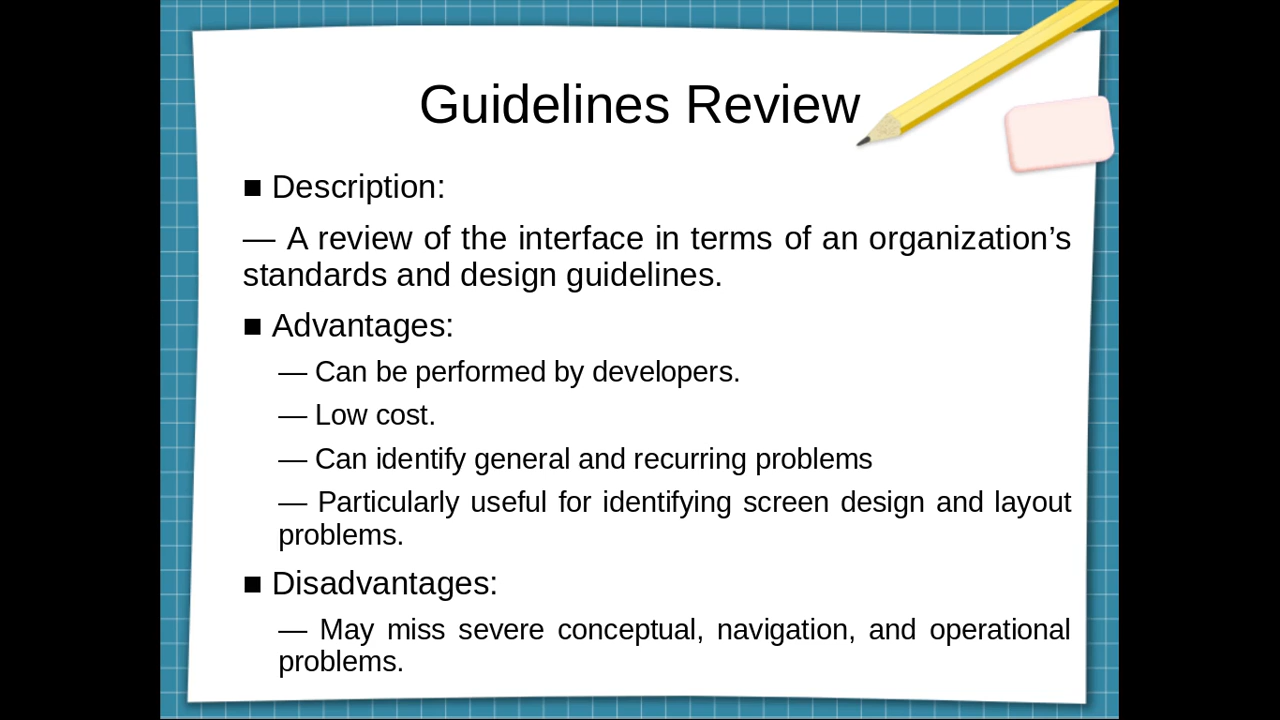 Guidelines Review
■ Description:
— A review of the interface in terms of an organization’s
standards and design guidelines.
■ Advantages:
— Can be performed by developers.
— Low cost.
— Can identify general and recurring problems
— Particularly useful for identifying screen design and layout
problems.
■ Disadvantages:
— May miss severe conceptual, navigation, and operational
problems.